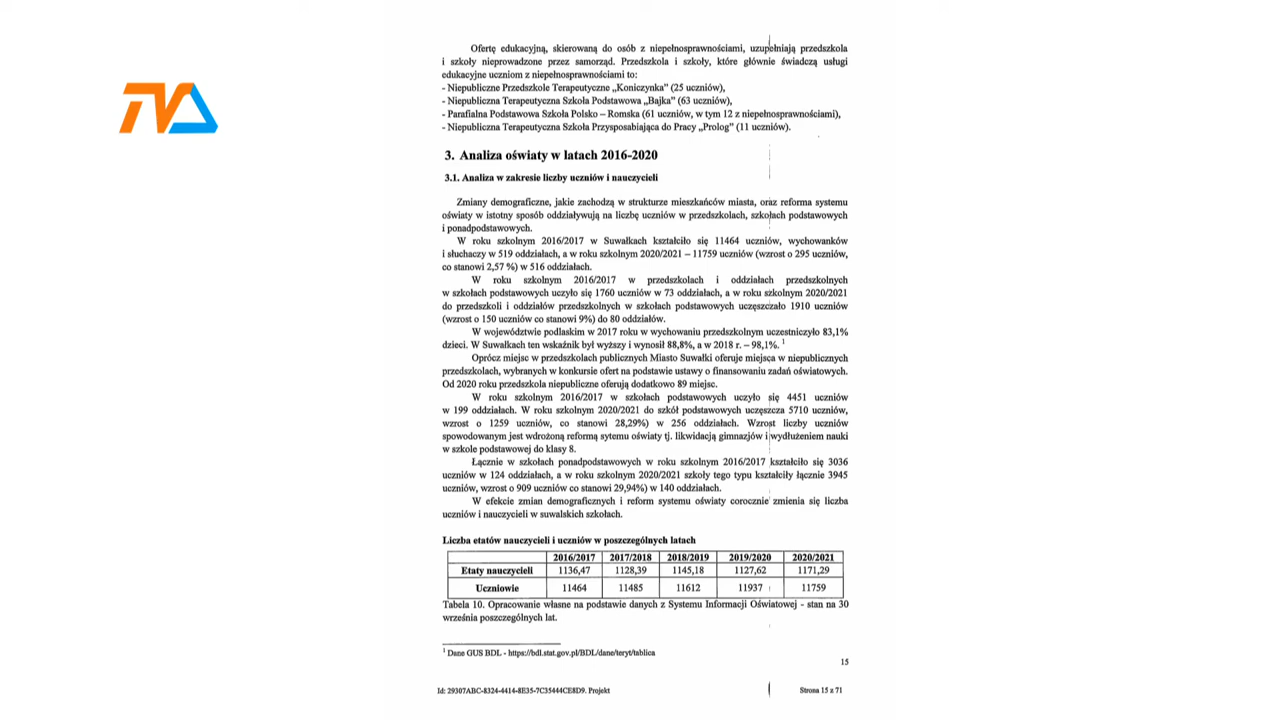 TVA
Ofertę edukacyjną, skierowaną do osób z niepełnosprawnościami, uzupełniają przedszkola
i szkoły nieprowadzone przez samorząd. Przedszkola i szkoły, które głównie świadczą usługi
edukacyjne uczniom z niepełnosprawnościami to:
- Niepubliczne Przedszkole Terapeutyczne „Koniczynka” (25 uczniów),
- Niepubliczna Terapeutyczna Szkoła Podstawowa „Bajka” (63 uczniów),
- Parafialna Podstawowa Szkoła Polsko – Romska (61 uczniów, w tym 12 z niepełnosprawnościami),
- Niepubliczna Terapeutyczna Szkoła Przysposabiająca do Pracy „Prolog” (11 uczniów).
3. Analiza oświaty w latach 2016-2020
3.1. Analiza w zakresie liczby uczniów i nauczycieli
Zmiany demograficzne, jakie zachodzą w strukturze mieszkańców miasta, oraz reforma systemu
oświaty w istotny sposób oddziaływują na liczbę uczniów w przedszkolach, szkołach podstawowych
i ponadpodstawowych.
W roku szkolnym 2016/2017 w Suwałkach kształciło się 11464 uczniów, wychowanków
i słuchaczy w 519 oddziałach, a w roku szkolnym 2020/2021 – 11759 uczniów (wzrost o 295 uczniów,
co stanowi 2,57 %) w 516 oddziałach.
W roku szkolnym 2016/2017 w przedszkolach i oddziałach przedszkolnych
w szkołach podstawowych uczyło się 1760 uczniów w 73 oddziałach, a w roku szkolnym 2020/2021
do przedszkoli i oddziałów przedszkolnych w szkołach podstawowych uczęszczało 1910 uczniów
(wzrost o 150 uczniów co stanowi 9%) do 80 oddziałów.
W województwie podlaskim w 2017 roku w wychowaniu przedszkolnym uczestniczyło 83,1%
dzieci. W Suwałkach ten wskaźnik był wyższy i wynosił 88,8%, a w 2018 r. – 98,1%. 1
Oprócz miejsc w przedszkolach publicznych Miasto Suwałki oferuje miejsca w niepublicznych
przedszkolach, wybranych w konkursie ofert na podstawie ustawy o finansowaniu zadań oświatowych.
Od 2020 roku przedszkola niepubliczne oferują dodatkowo 89 miejsc.
W roku szkolnym 2016/2017 w szkołach podstawowych uczyło się 4451 uczniów
w 199 oddziałach. W roku szkolnym 2020/2021 do szkół podstawowych uczęszcza 5710 uczniów,
wzrost o 1259 uczniów, co stanowi 28,29%) w 256 oddziałach. Wzrost liczby uczniów
spowodowanym jest wdrożoną reformą sytemu oświaty tj. likwidacją gimnazjów i wydłużeniem nauki
w szkole podstawowej do klasy 8.
Łącznie w szkołach ponadpodstawowych w roku szkolnym 2016/2017 kształciło się 3036
uczniów w 124 oddziałach, a w roku szkolnym 2020/2021 szkoły tego typu kształciły łącznie 3945
uczniów, wzrost o 909 uczniów co stanowi 29,94%) w 140 oddziałach.
W efekcie zmian demograficznych i reform systemu oświaty corocznie zmienia się liczba
uczniów i nauczycieli w suwalskich szkołach.
Liczba etatów nauczycieli i uczniów w poszczególnych latach
2016/2017 2017/2018 2018/2019 2019/2020 2020/2021
Etaty nauczycieli 1136,47 1128,39 1145,18 1127,62 1171,29
Uczniowie 11464 11485 11612 11937 11759
Tabela 10. Opracowanie własne na podstawie danych z Systemu Informacji Oświatowej - stan na 30
września poszczególnych lat.
1 Dane GUS BDL - https://bdl.stat.gov.pl/BDL/dane/teryt/tablica
15
Id: 29307ABC-8324-4414-8E35-7C35444CE8D9. Projekt
Strona 15 z 71